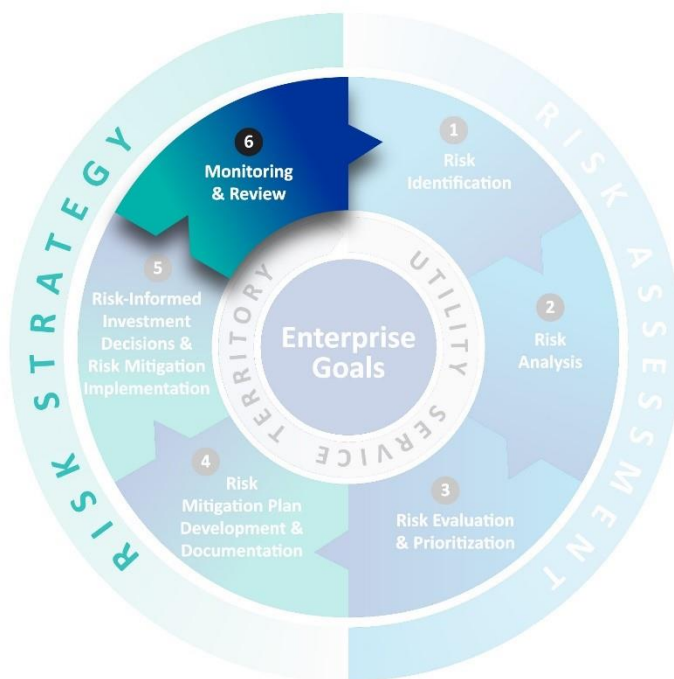 RISK STRATEGY
RISK ASSESSMENT
1
Risk
Identification
2
Risk
Analysis
3
Risk Evaluation
& Prioritization
4
Risk
Mitigation Plan
Development &
Documentation
5
Risk-Informed
Investment
Decisions &
Risk Mitigation
Implementation
6
Monitoring
& Review
UTILITY SERVICE TERRITORY
Enterprise
Goals